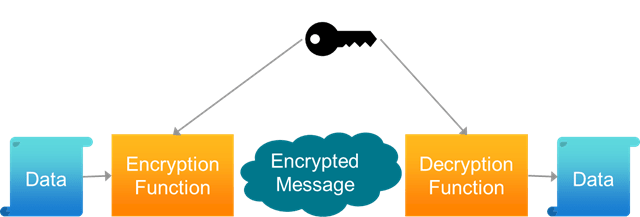 Data
Encryption
Function
Encrypted
Message
Decryption
Function
Data